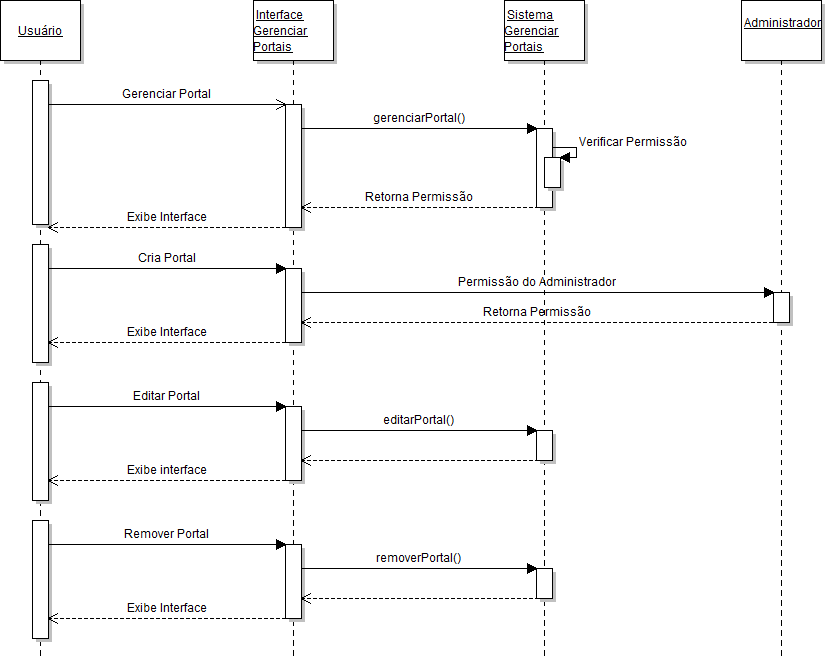 Usuário
Interface
Gerenciar
Portais
Sistema
Gerenciar
Portais
Administrador
Gerenciar Portal
gerenciarPortal()
Verificar Permissão
Retorna Permissão
Exibe Interface
Cria Portal
Permissão do Administrador
Retorna Permissão
Exibe Interface
Editar Portal
editarPortal()
Exibe interface
Remover Portal
removerPortal()
Exibe Interface